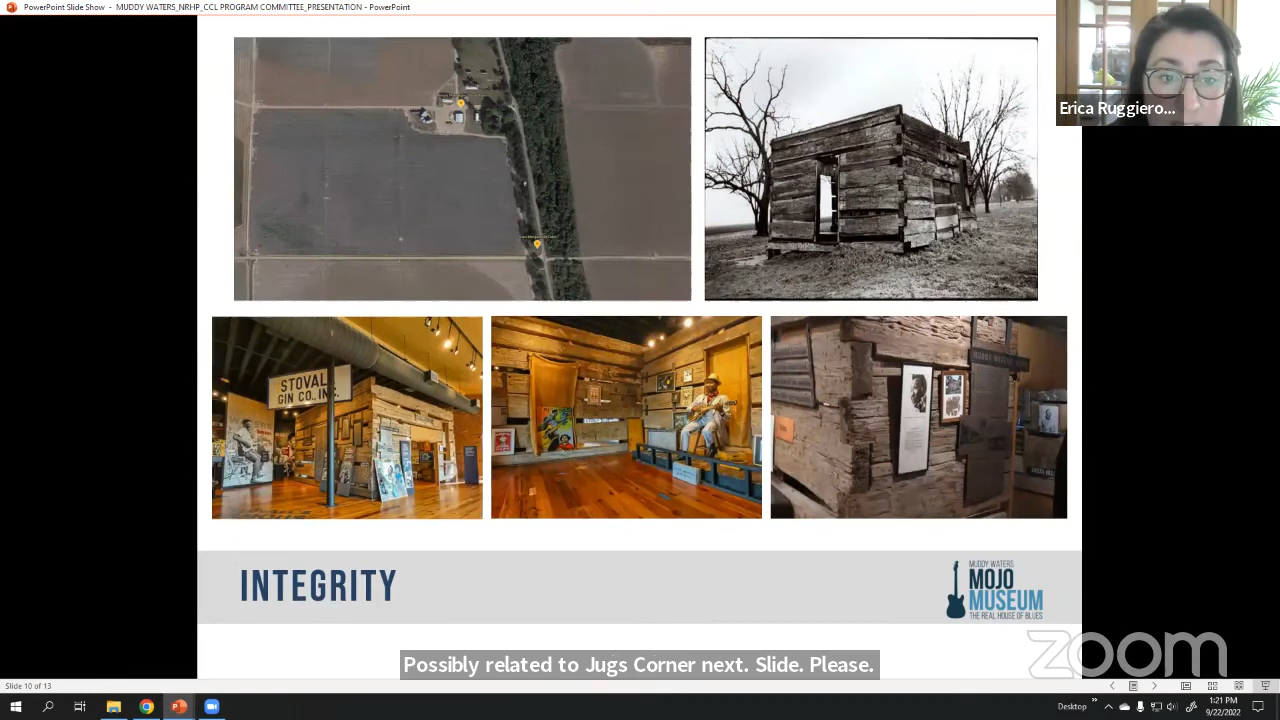 PowerPoint Slide Show - MUDDY WATERS_NRHP_CCL PROGRAM COMMITTEE_PRESENTATION - PowerPoint
Erica Ruggiero...
STOVAL
GIN CO., INC.
INTEGRITY
MUDDY WATERS
MOJO
MUSEUM
THE REAL HOUSE OF BLUES
Possibly related to Jugs Corner next. Slide. Please.
zoom
Slide 10 of 13
Desktop
1:21 PM
9/22/2022